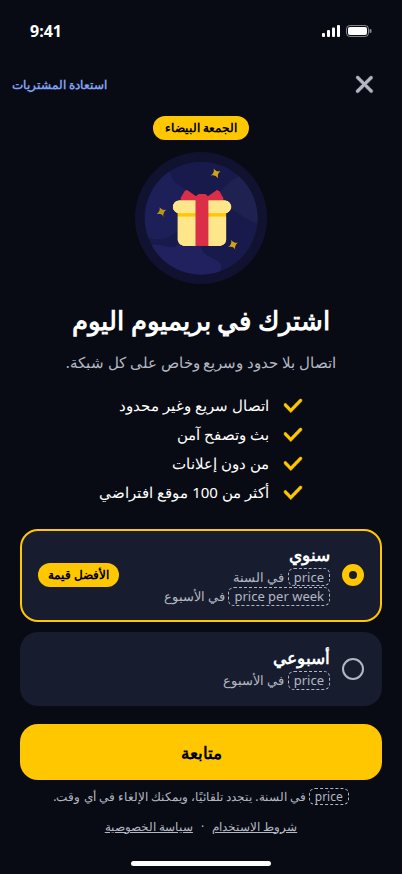 9:41
استعادة المشتريات
الجمعة البيضاء
اشترك في بريميوم اليوم
اتصال بلا حدود وسريع وخاص على كل شبكة.
اتصال سريع وغير محدود
بث وتصفح آمن
من دون إعلانات
أكثر من 100 موقع افتراضي
سنوي
price في السنة
price per week في الأسبوع
الأفضل قيمة
أسبوعي
price في الأسبوع
متابعة
price في السنة. يتجدد تلقائيًا، ويمكنك الإلغاء في أي وقت.
شروط الاستخدام · سياسة الخصوصية